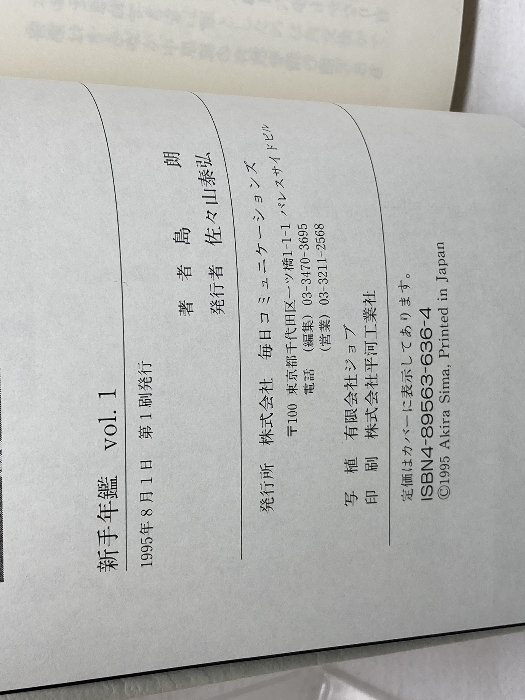 新手年鑑 vol. 1
1995年8月1日 第1刷発行
著者 島 朗
発行者 佐々山泰弘
発行所 株式会社 毎日コミュニケーションズ
〒100 東京都千代田区一ツ橋1-1-1 パレスサイドビル
電話 (編集) 03-3470-3695
(営業) 03-3211-2568
写植 有限会社ジョブ
印刷 株式会社平河工業社
定価はカバーに表示してあります。
ISBN4-89563-636-4
©1995 Akira Sima, Printed in Japan